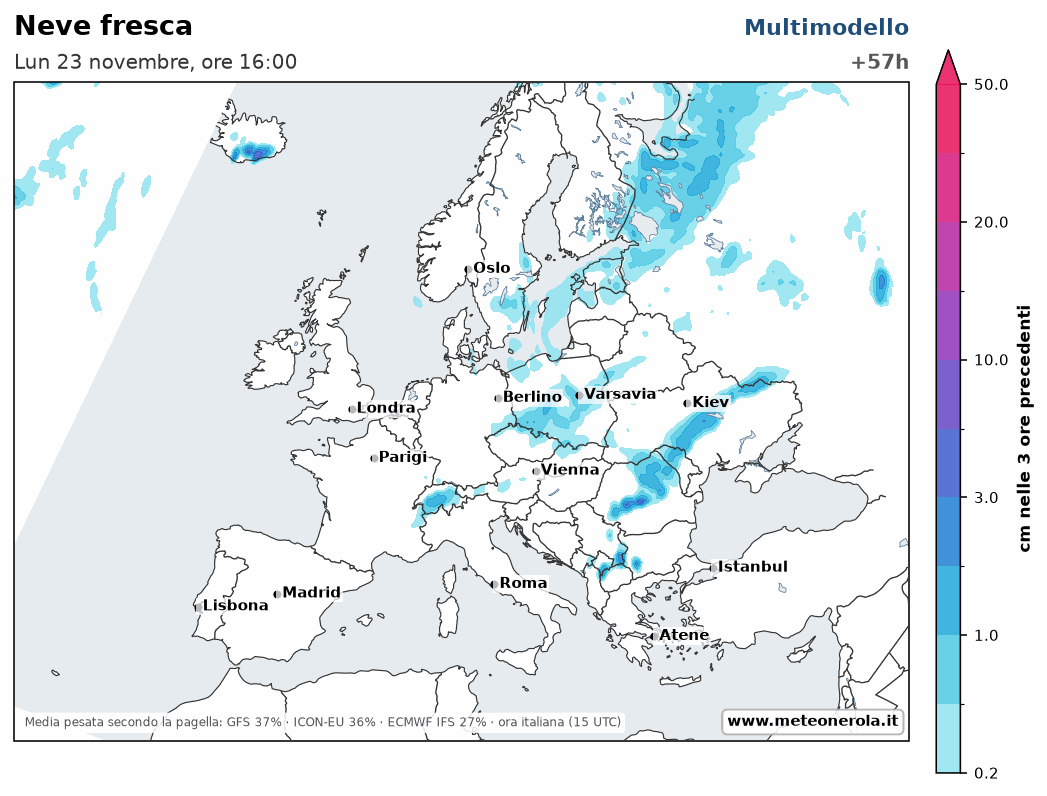 Neve fresca
Multimodello
Lun 23 novembre, ore 16:00
+57h
50.0
20.0
10.0
3.0
1.0
0.2
cm nelle 3 ore precedenti
Oslo
Berlino
Varsavia
Kiev
Londra
Parigi
Vienna
Istanbul
Roma
Madrid
Lisbona
Atene
Media pesata secondo la pagella: GFS 37% · ICON-EU 36% · ECMWF IFS 27% · ora italiana (15 UTC)
www.meteonerola.it